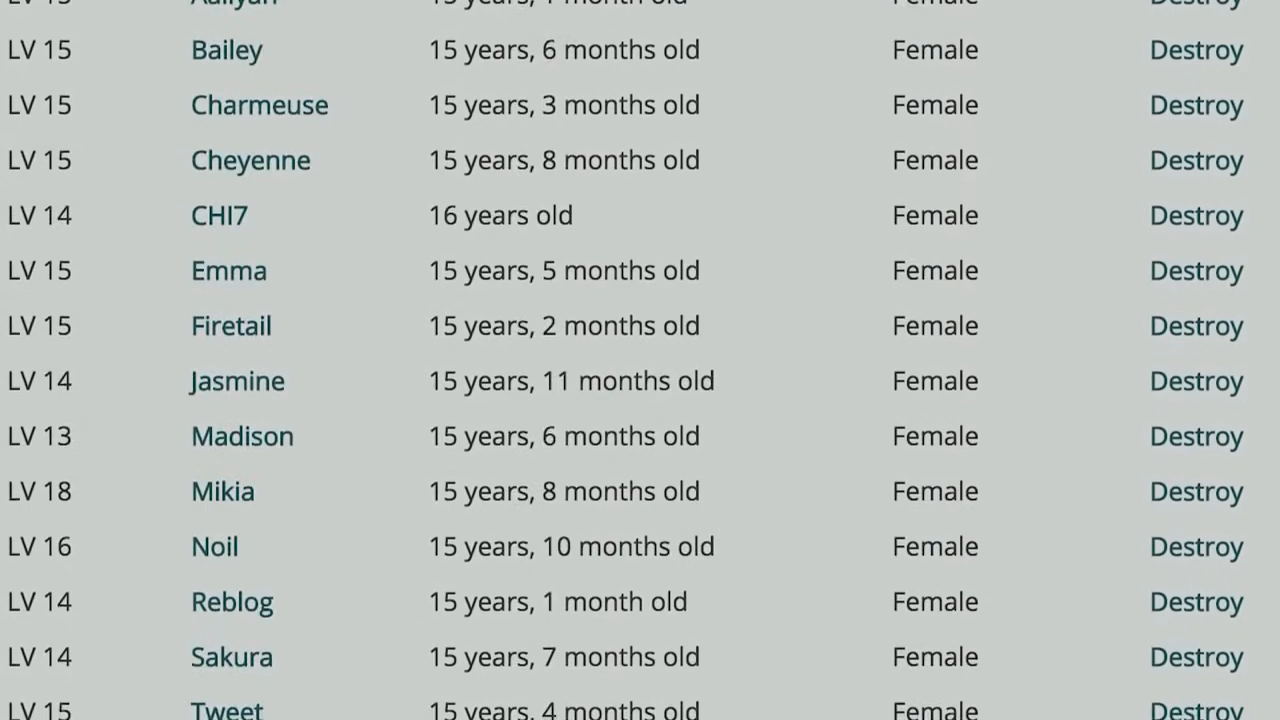 LV 15 Aaliyah 15 years, 1 month old Female Destroy
LV 15 Bailey 15 years, 6 months old Female Destroy
LV 15 Charmeuse 15 years, 3 months old Female Destroy
LV 15 Cheyenne 15 years, 8 months old Female Destroy
LV 14 CHI7 16 years old Female Destroy
LV 15 Emma 15 years, 5 months old Female Destroy
LV 15 Firetail 15 years, 2 months old Female Destroy
LV 14 Jasmine 15 years, 11 months old Female Destroy
LV 13 Madison 15 years, 6 months old Female Destroy
LV 18 Mikia 15 years, 8 months old Female Destroy
LV 16 Noil 15 years, 10 months old Female Destroy
LV 14 Reblog 15 years, 1 month old Female Destroy
LV 14 Sakura 15 years, 7 months old Female Destroy
LV 15 Tweet 15 years, 4 months old Female Destroy